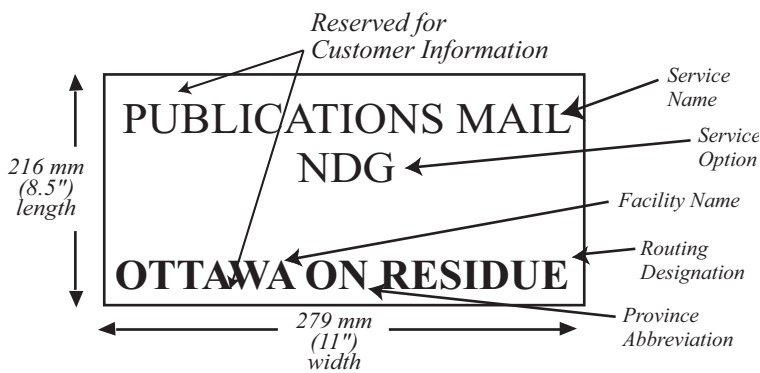 Reserved for
Customer Information
PUBLICATIONS MAIL
NDG
OTTAWA ON RESIDUE
216 mm
(8.5")
length
279 mm
(11")
width
Service
Name
Service
Option
Facility Name
Routing
Designation
Province
Abbreviation